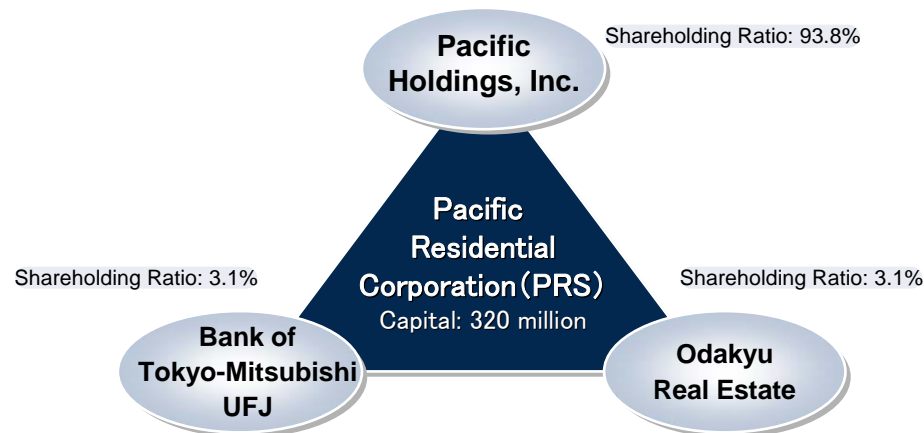 Pacific
Holdings, Inc.
Shareholding Ratio: 93.8%
Pacific
Residential
Corporation(PRS)
Capital: 320 million
Shareholding Ratio: 3.1%
Bank of
Tokyo-Mitsubishi
UFJ
Shareholding Ratio: 3.1%
Odakyu
Real Estate